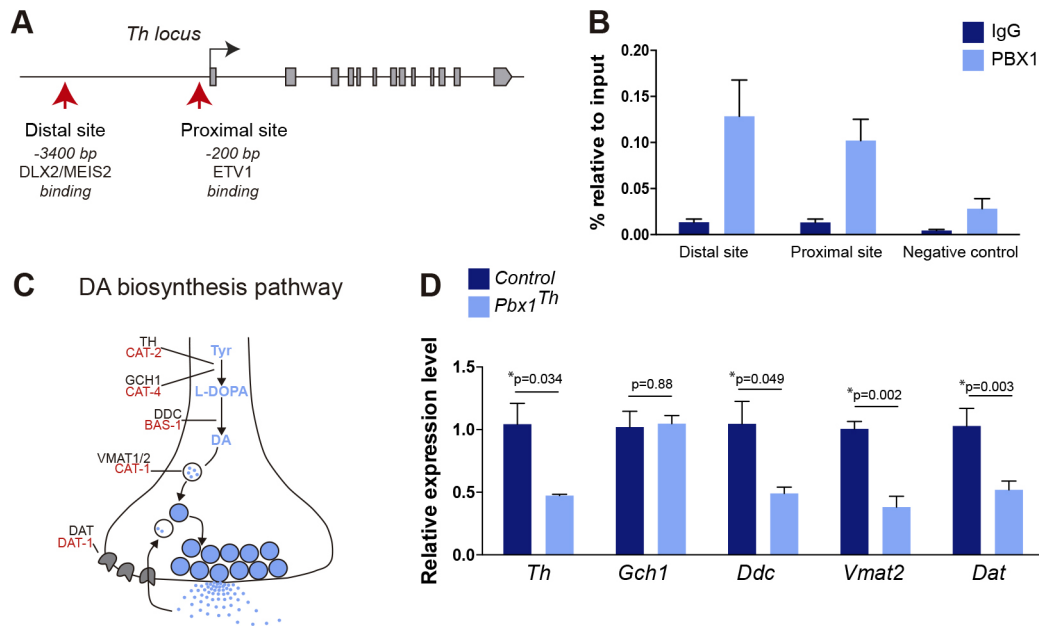 A
Th locus
Distal site
-3400 bp
DLX2/MEIS2
binding
Proximal site
-200 bp
ETV1
binding
B
IgG
PBX1
% relative to input
0.20
0.15
0.10
0.05
0.00
Distal site
Proximal site
Negative control
C
DA biosynthesis pathway
TH
CAT-2
Tyr
GCH1
CAT-4
L-DOPA
DDC
BAS-1
DA
VMAT1/2
CAT-1
DAT
DAT-1
D
Control
Pbx1Th
Relative expression level
1.5
1.0
0.5
0.0
*p=0.034
p=0.88
*p=0.049
*p=0.002
*p=0.003
Th
Gch1
Ddc
Vmat2
Dat